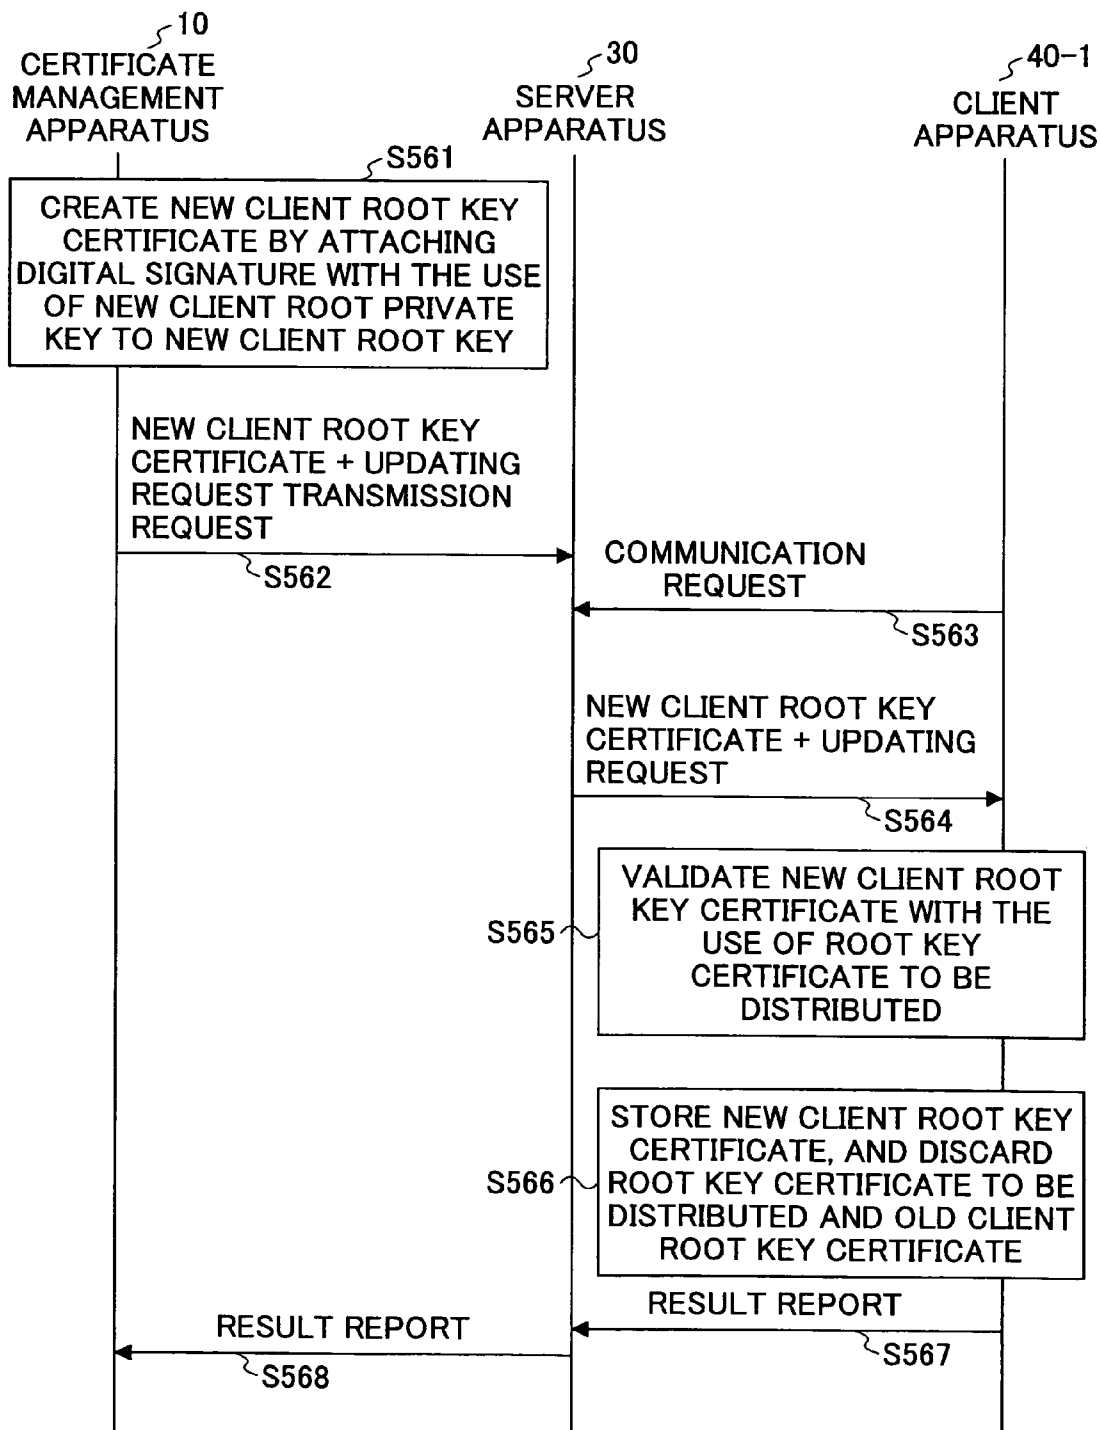 10
CERTIFICATE
MANAGEMENT
APPARATUS
30
SERVER
APPARATUS
40-1
CLIENT
APPARATUS
S561
CREATE NEW CLIENT ROOT KEY
CERTIFICATE BY ATTACHING
DIGITAL SIGNATURE WITH THE USE
OF NEW CLIENT ROOT PRIVATE
KEY TO NEW CLIENT ROOT KEY
NEW CLIENT ROOT KEY
CERTIFICATE + UPDATING
REQUEST TRANSMISSION
REQUEST
S562
COMMUNICATION
REQUEST
S563
NEW CLIENT ROOT KEY
CERTIFICATE + UPDATING
REQUEST
S564
S565
VALIDATE NEW CLIENT ROOT
KEY CERTIFICATE WITH THE
USE OF ROOT KEY
CERTIFICATE TO BE
DISTRIBUTED
S566
STORE NEW CLIENT ROOT KEY
CERTIFICATE, AND DISCARD
ROOT KEY CERTIFICATE TO BE
DISTRIBUTED AND OLD CLIENT
ROOT KEY CERTIFICATE
RESULT REPORT
S567
RESULT REPORT
S568